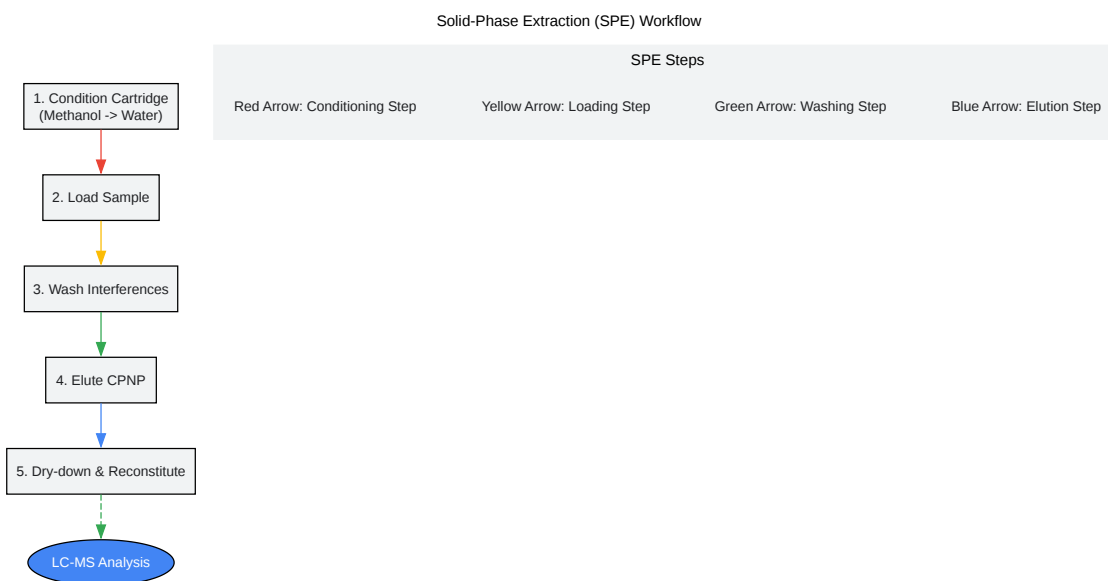 Solid-Phase Extraction (SPE) Workflow
SPE Steps
Red Arrow: Conditioning Step
Yellow Arrow: Loading Step
Green Arrow: Washing Step
Blue Arrow: Elution Step
1. Condition Cartridge
(Methanol -> Water)
2. Load Sample
3. Wash Interferences
4. Elute CPNP
5. Dry-down & Reconstitute
LC-MS Analysis